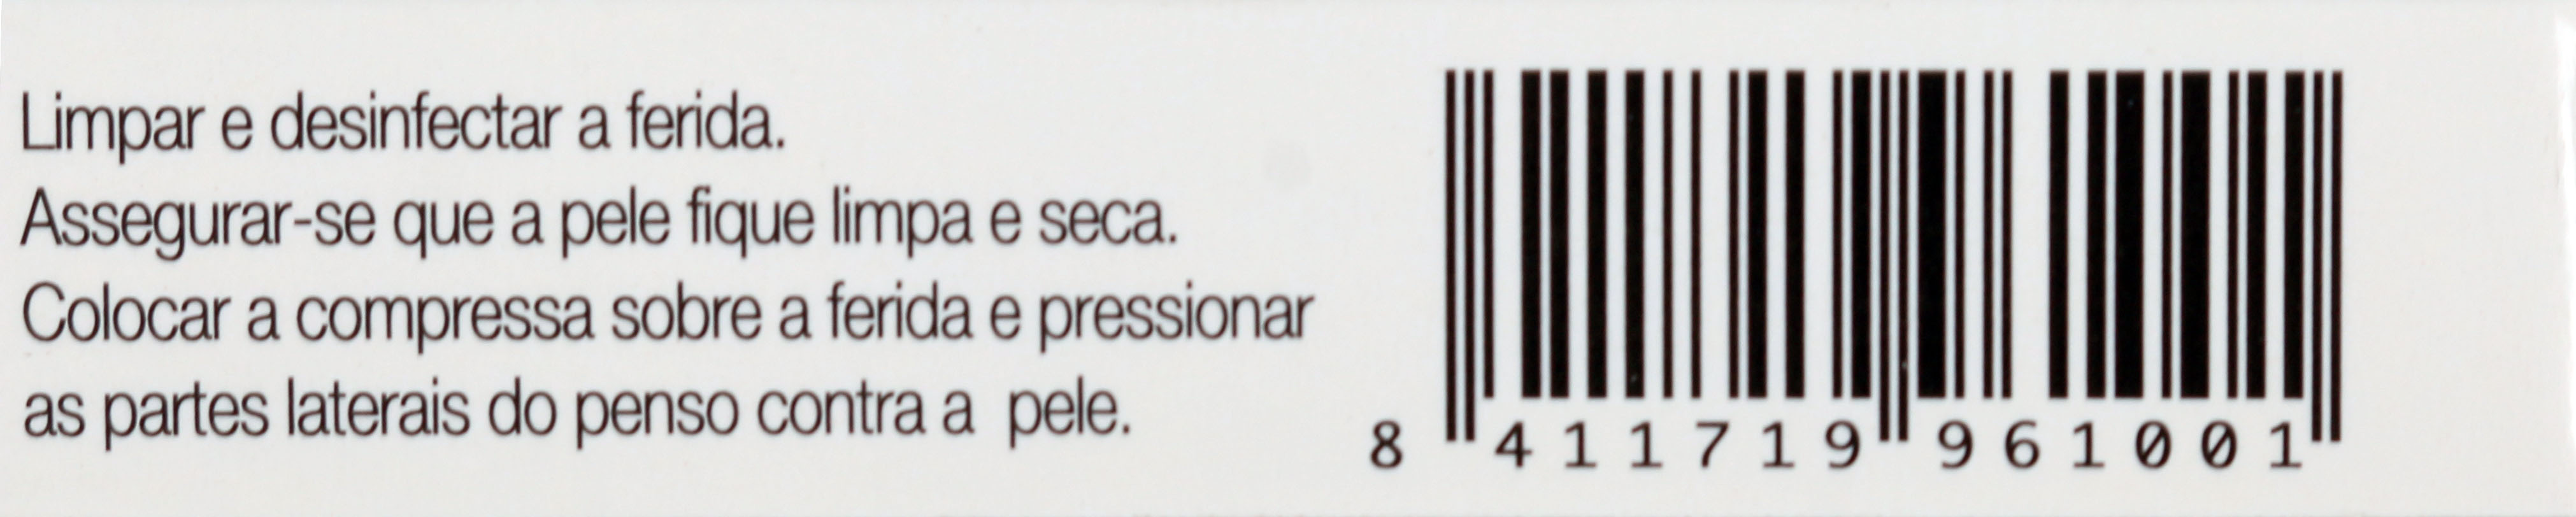 Limpar e desinfectar a ferida.
Assegurar-se que a pele fique limpa e seca.
Colocar a compressa sobre a ferida e pressionar
as partes laterais do penso contra a pele.
8 411719 961001